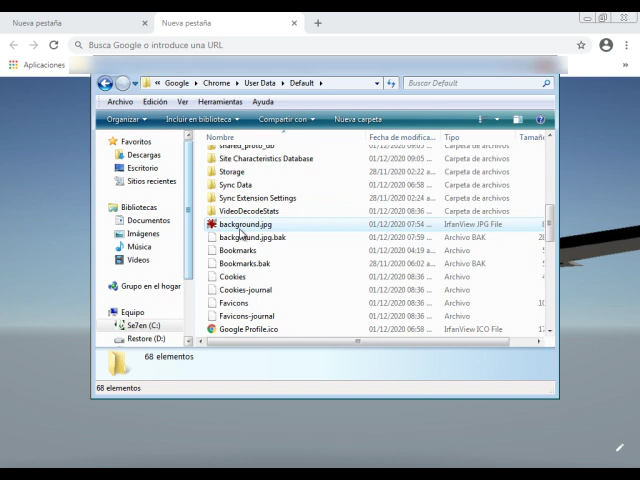 Nueva pestaña
Nueva pestaña
Busca Google o introduce una URL
Aplicaciones
« Google Chrome User Data Default
Buscar Default
Archivo Edición Ver Herramientas Ayuda
Organizar Incluir en biblioteca Compartir con Nueva carpeta
Favoritos
Descargas
Escritorio
Sitios recientes
Bibliotecas
Documentos
Imágenes
Música
Vídeos
Grupo en el hogar
Equipo
Se7en (C:)
Restore (D:)
Nombre Fecha de modifica... Tipo Tamaño
shared_proto_db 01/12/2020 09:05 ... Carpeta de archivos
Site Characteristics Database 01/12/2020 09:03 ... Carpeta de archivos
Storage 28/11/2020 02:22 a... Carpeta de archivos
Sync Data 01/12/2020 06:58 ... Carpeta de archivos
Sync Extension Settings 28/11/2020 02:24 a... Carpeta de archivos
VideoDecodeStats 01/12/2020 08:36 ... Carpeta de archivos
background.jpg 01/12/2020 07:54 ... IrfanView JPG File
background.jpg.bak 01/12/2020 07:59 ... Archivo BAK 28
Bookmarks 01/12/2020 04:19 a... Archivo
Bookmarks.bak 28/11/2020 06:02 a... Archivo BAK
Cookies 01/12/2020 08:36 ... Archivo
Cookies-journal 01/12/2020 08:36 ... Archivo
Favicons 01/12/2020 08:36 ... Archivo
Favicons-journal 01/12/2020 08:36 ... Archivo
Google Profile.ico 01/12/2020 06:58 ... IrfanView ICO File
68 elementos
68 elementos